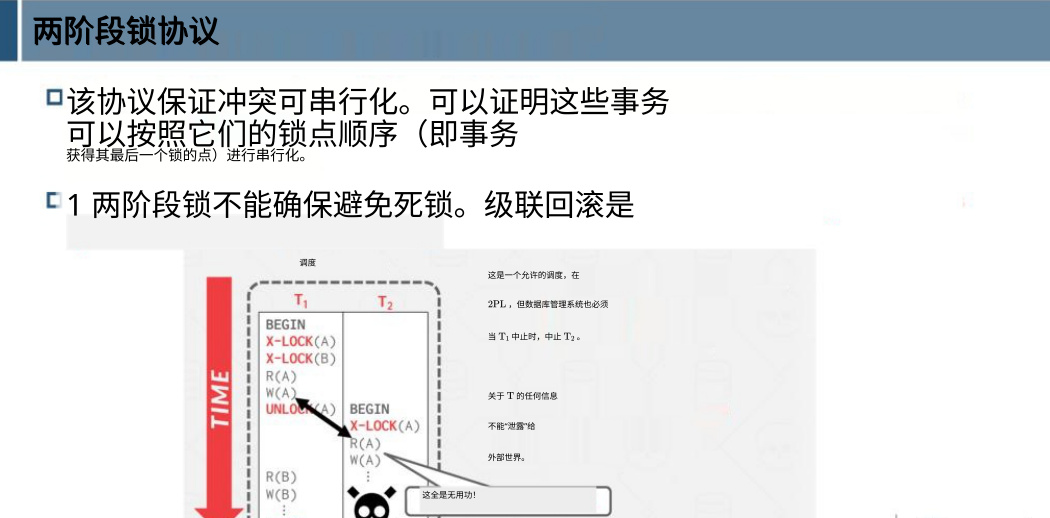 两阶段锁协议
该协议保证冲突可串行化。可以证明这些事务
可以按照它们的锁点顺序（即事务
获得其最后一个锁的点）进行串行化。
1 两阶段锁不能确保避免死锁。级联回滚是
调度
T1 T2
BEGIN
X-LOCK(A)
X-LOCK(B)
R(A)
W(A)
UNLOCK(A) BEGIN
X-LOCK(A)
R(A)
W(A)
R(B) ⋮
W(B)
⋮
TIME
这是一个允许的调度，在
2PL ，但数据库管理系统也必须
当 T1 中止时，中止 T2 。
关于 T 的任何信息
不能“泄露”给
外部世界。
这全是无用功！